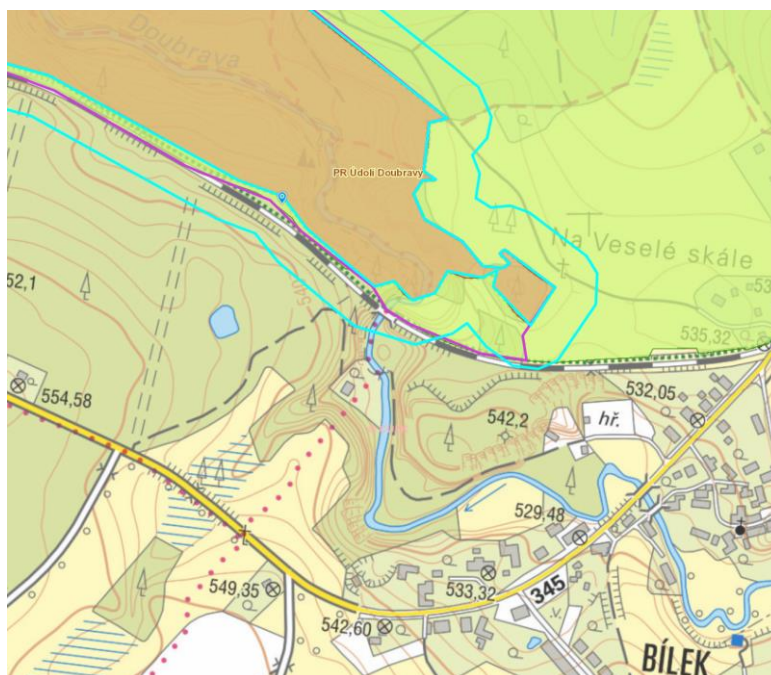 Doubrava
PR Údolí Doubravy
Na Veselé skále
52,1
53
535,32
554,58
532,05
542,2
hř.
529,48
549,35
533,32
345
542,60
BÍLEK